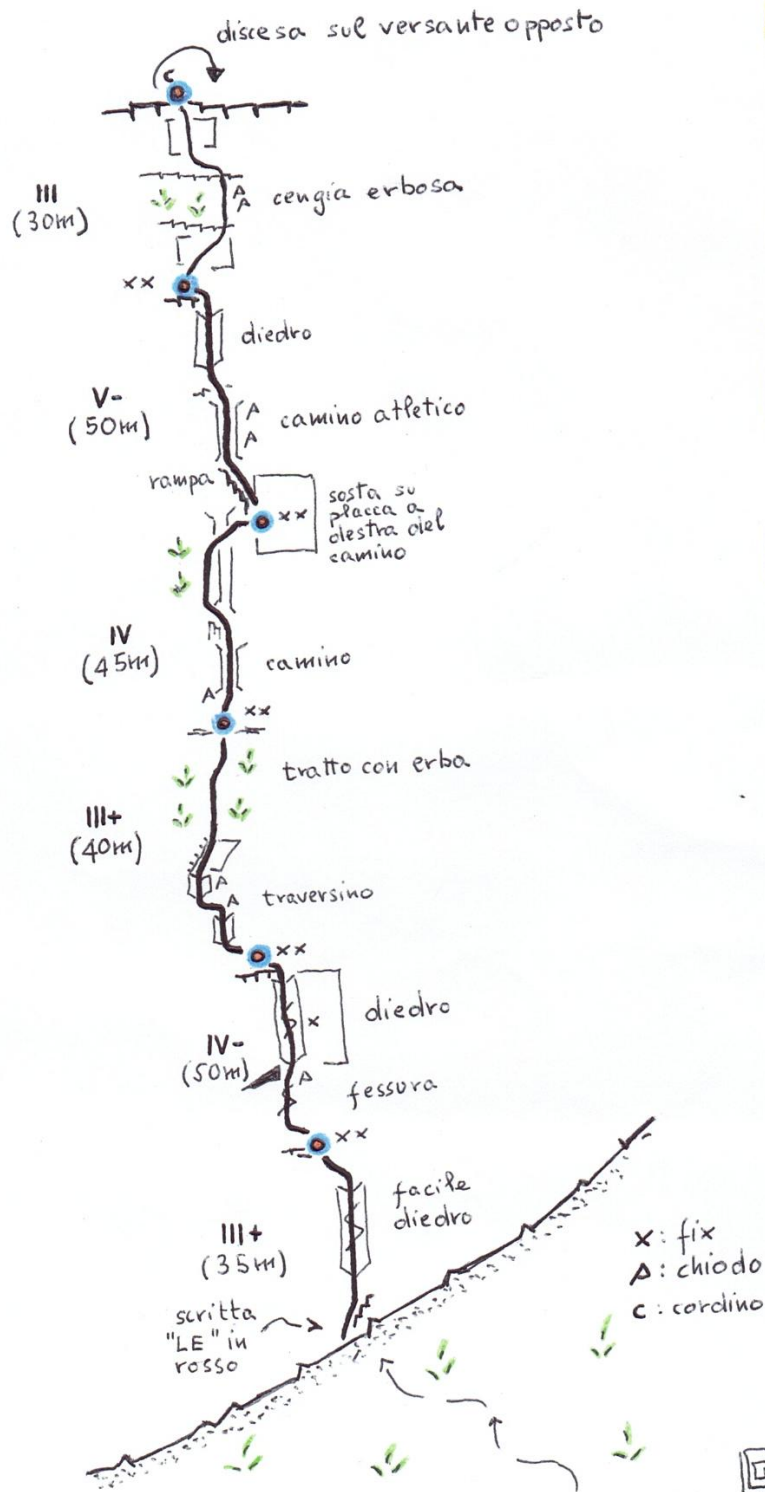 discesa sul versante opposto
c
III
(30m)
A
A
cengia erbosa
xx
diedro
V-
(50m)
A
A
camino atletico
rampa
xx
sosta su
placca a
destra del
camino
IV
(45m)
camino
A
xx
tratto con erba
III+
(40m)
A
A
traversino
xx
diedro
x
IV-
(50m)
A
fessura
xx
facile
diedro
III+
(35m)
x: fix
A: chiodo
c: cordino
scritta
"LE" in
rosso